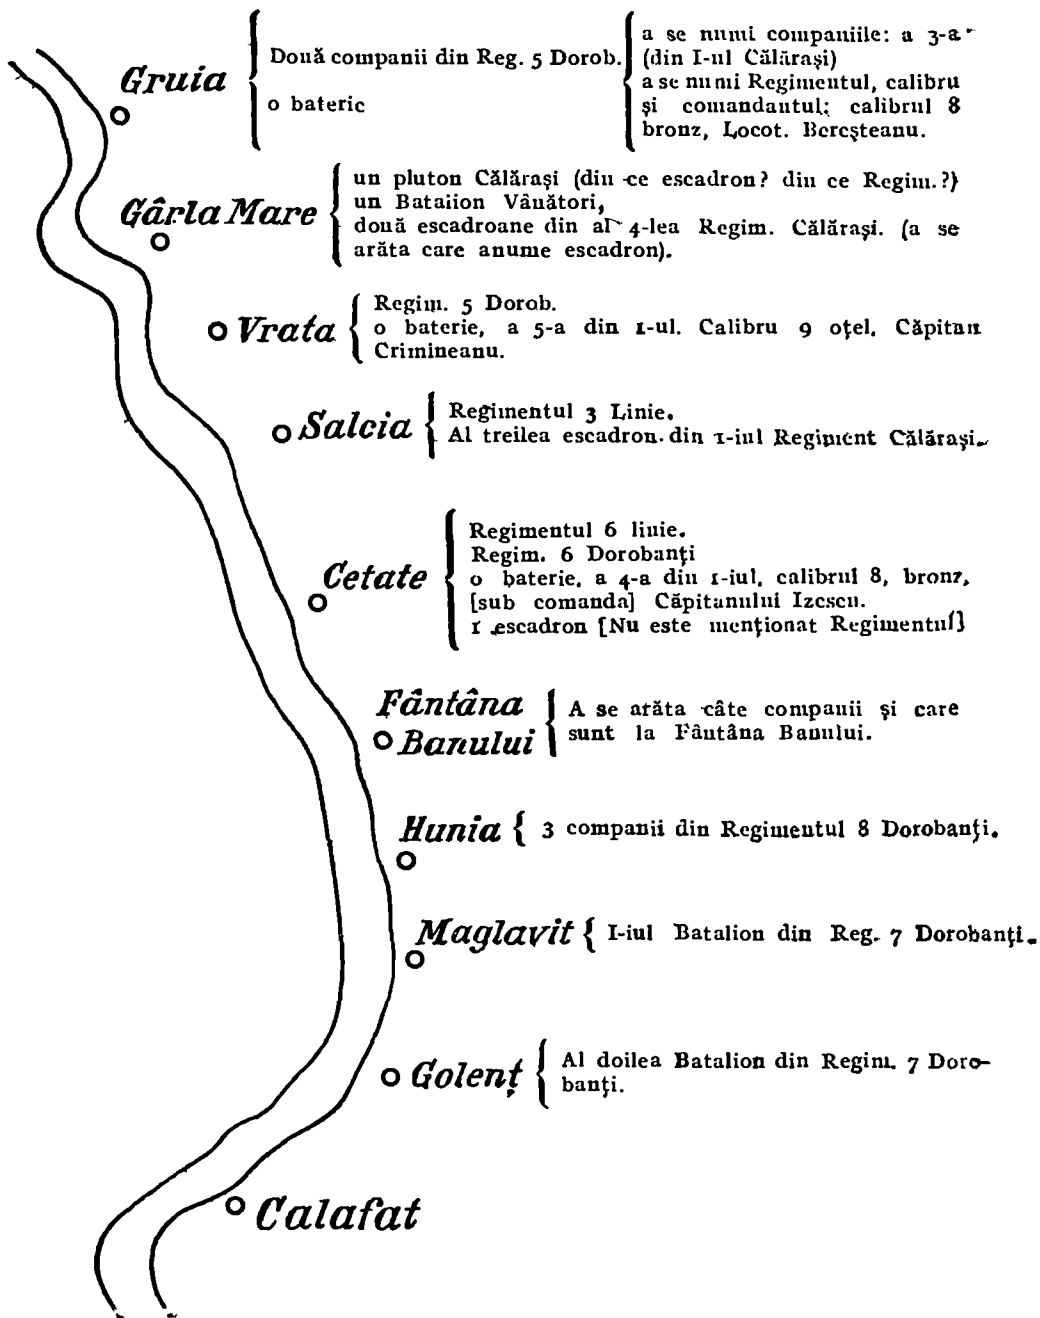 Gruia
Două companii din Reg. 5 Dorob.
o baterie
a se numi companiile: a 3-a
(din I-ul Călărași)
a se numi Regimentul, calibru
și comandantul; calibrul 8
bronz, Locot. Bereșteanu.
Gârla Mare
un pluton Călărași (din ce escadron? din ce Regim.?)
un Bataiion Vânători,
două escadroane din al 4-lea Regim. Călărași. (a se
arăta care anume escadron).
Vrata
Regim. 5 Dorob.
o baterie, a 5-a din 1-ul. Calibru 9 oțel, Căpitan
Crimineanu.
Salcia
Regimentul 3 Linie.
Al treilea escadron din 1-iul Regiment Călărași.
Cetate
Regimentul 6 linie.
Regim. 6 Dorobanți
o baterie, a 4-a din 1-iul, calibrul 8, bronz,
[sub comanda] Căpitanului Izescu.
1 escadron [Nu este menționat Regimentul]
Fântâna
Banului
A se arăta câte companii și care
sunt la Fântâna Banului.
Hunia
3 companii din Regimentul 8 Dorobanți.
Maglavit
I-iul Batalion din Reg. 7 Dorobanți.
Golenț
Al doilea Batalion din Regim. 7 Doro-
banți.
Calafat